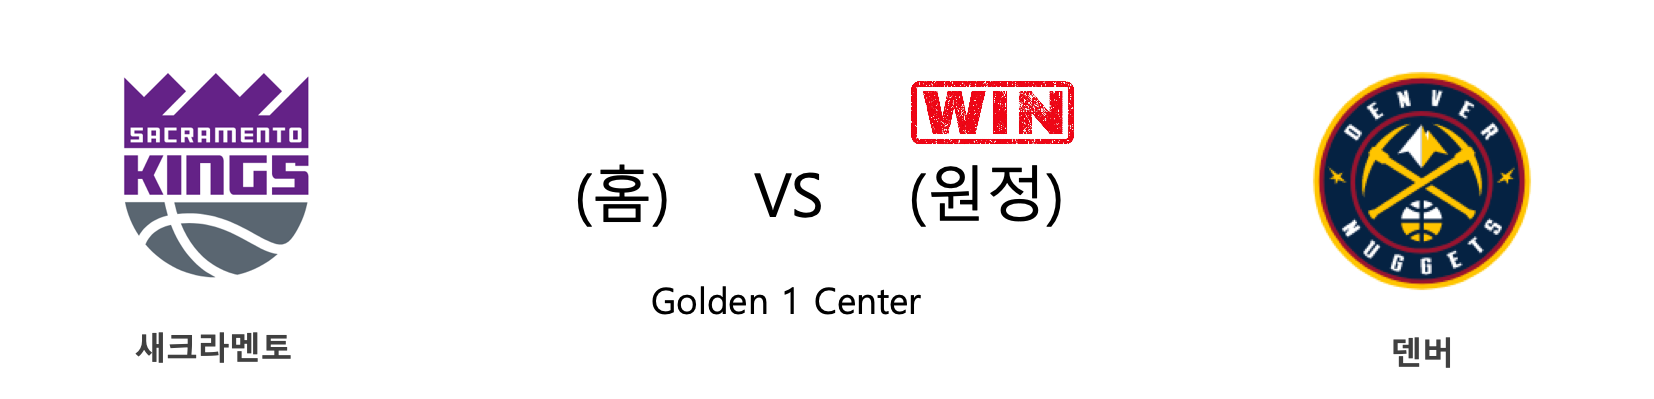 SACRAMENTO
KINGS
WIN
(홈) VS (원정)
DENVER
NUGGETS
Golden 1 Center
새크라멘토
덴버